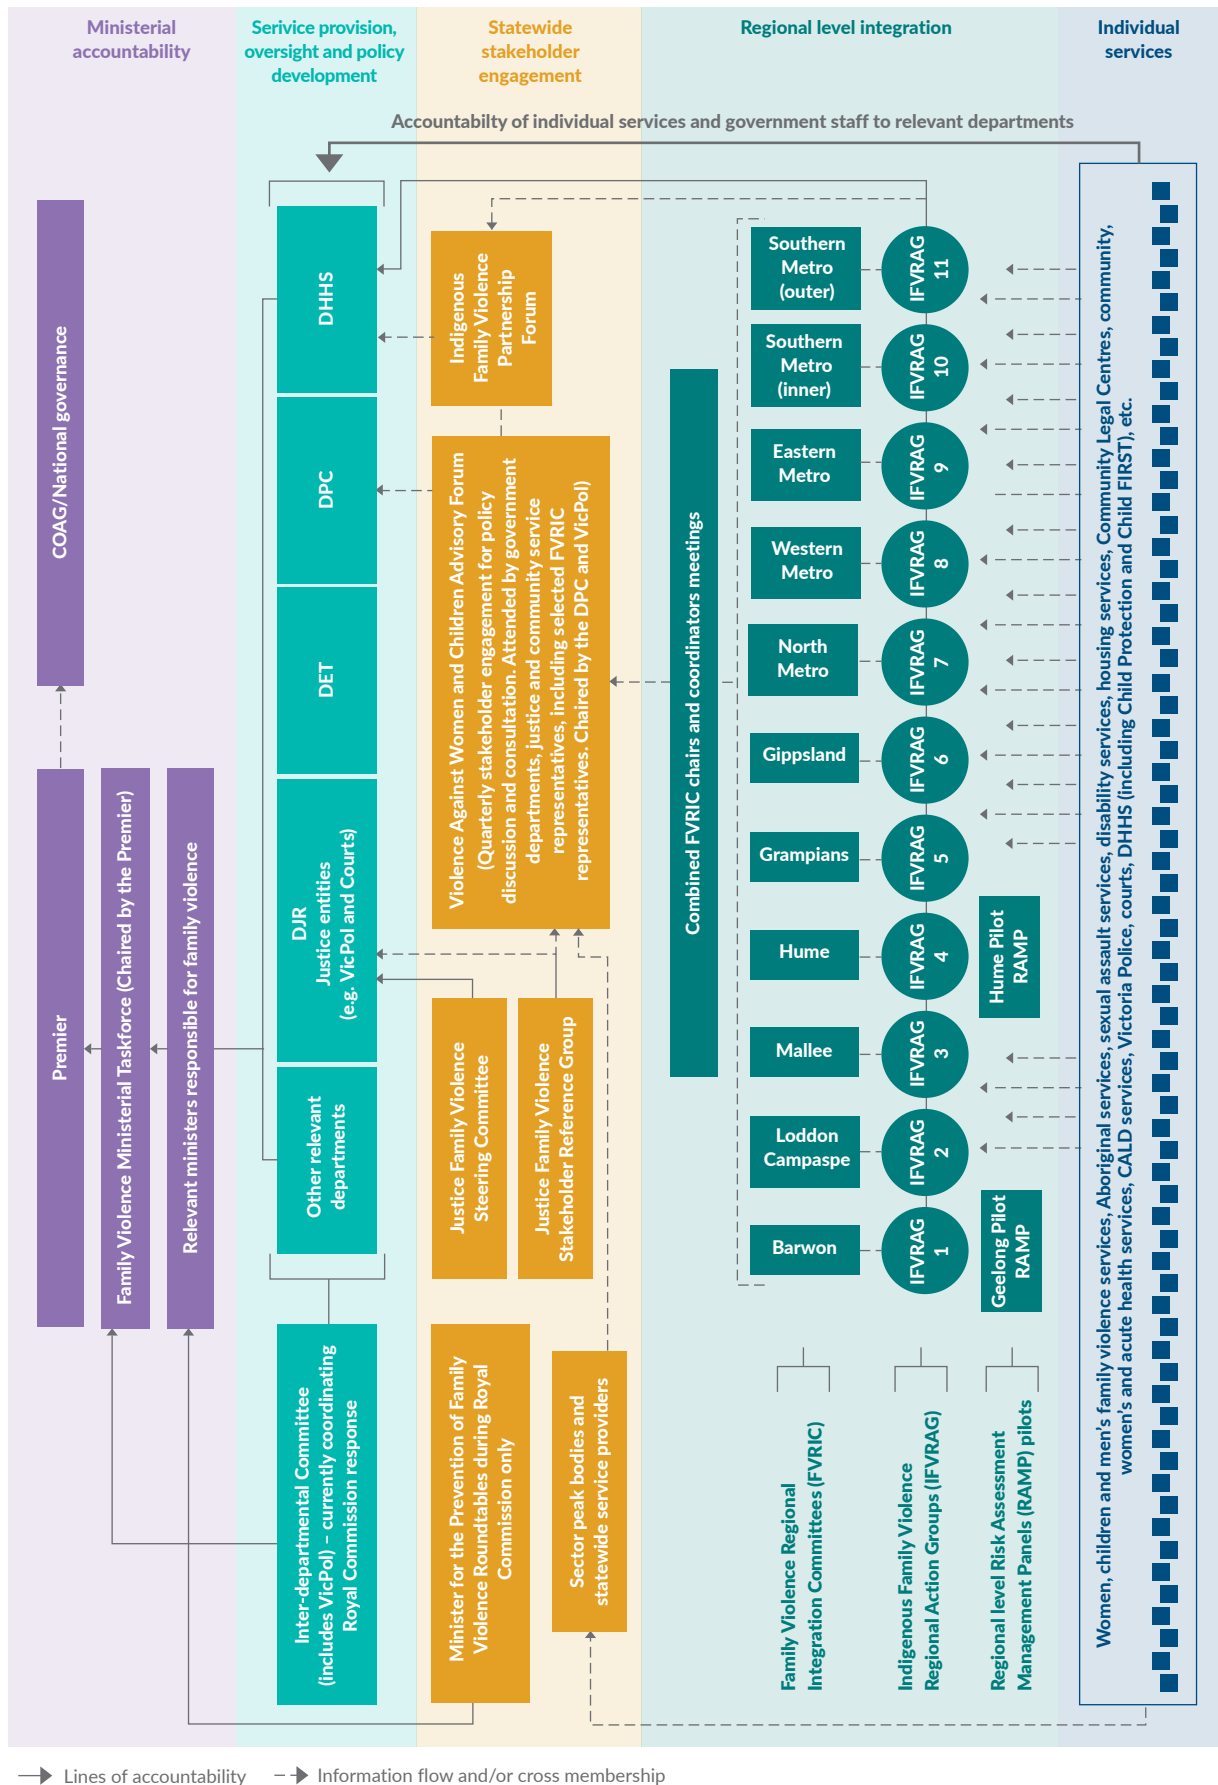 Ministerial
accountability
Serivice provision,
oversight and policy
development
Statewide
stakeholder
engagement
Regional level integration
Individual
services
Accountabilty of individual services and government staff to relevant departments
COAG/National governance
Premier
Family Violence Ministerial Taskforce (Chaired by the Premier)
Relevant ministers responsible for family violence
DHHS
DPC
DET
DJR
Justice entities
(e.g. VicPol and Courts)
Other relevant
departments
Inter-departmental Committee
(includes VicPol) – currently coordinating
Royal Commission response
Indigenous
Family Violence
Partnership
Forum
Violence Against Women and Children Advisory Forum
(Quarterly stakeholder engagement for policy
discussion and consultation. Attended by government
departments, justice and community service
representatives, including selected FVRIC
representatives. Chaired by the DPC and VicPol)
Justice Family Violence
Steering Committee
Justice Family Violence
Stakeholder Reference Group
Minister for the Prevention of Family
Violence Roundtables during Royal
Commission only
Sector peak bodies and
statewide service providers
Combined FVRIC chairs and coordinators meetings
Southern
Metro
(outer)
Southern
Metro
(inner)
Eastern
Metro
Western
Metro
North
Metro
Gippsland
Grampians
Hume
Mallee
Loddon
Campaspe
Barwon
IFVRAG
11
IFVRAG
10
IFVRAG
9
IFVRAG
8
IFVRAG
7
IFVRAG
6
IFVRAG
5
IFVRAG
4
IFVRAG
3
IFVRAG
2
IFVRAG
1
Hume Pilot
RAMP
Geelong Pilot
RAMP
Family Violence Regional
Integration Committees (FVRIC)
Indigenous Family Violence
Regional Action Groups (IFVRAG)
Regional level Risk Assessment
Management Panels (RAMP) pilots
Women, children and men's family violence services, Aboriginal services, sexual assault services, disability services, housing services, Community Legal Centres, community,
women's and acute health services, CALD services, Victoria Police, courts, DHHS (including Child Protection and Child FIRST), etc.
Lines of accountability
Information flow and/or cross membership